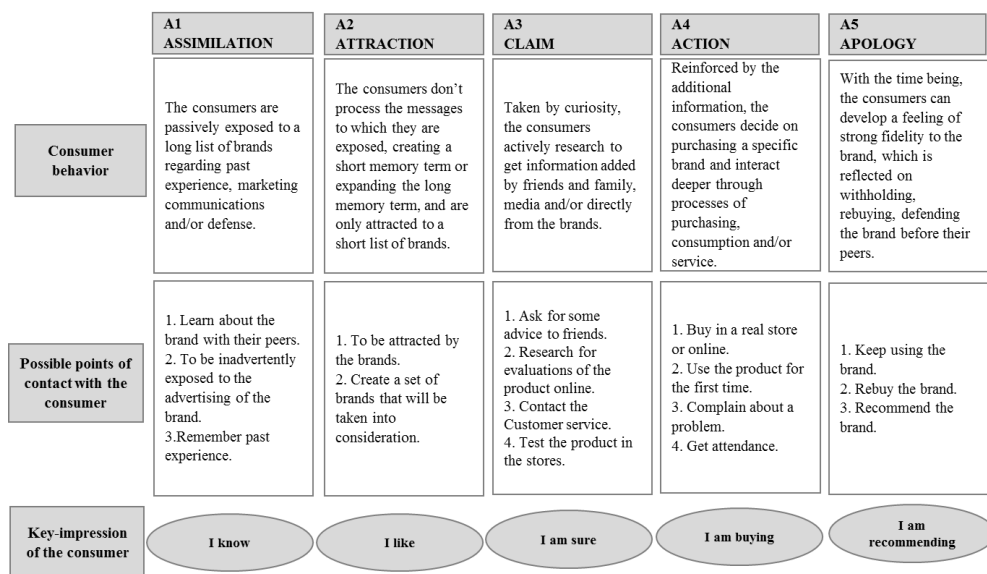 A1
ASSIMILATION
A2
ATTRACTION
A3
CLAIM
A4
ACTION
A5
APOLOGY
Consumer
behavior
The consumers are
passively exposed to a
long list of brands
regarding past
experience, marketing
communications
and/or defense.
The consumers don't
process the messages
to which they are
exposed, creating a
short memory term or
expanding the long
memory term, and are
only attracted to a
short list of brands.
Taken by curiosity,
the consumers
actively research to
get information added
by friends and family,
media and/or directly
from the brands.
Reinforced by the
additional
information, the
consumers decide on
purchasing a specific
brand and interact
deeper through
processes of
purchasing,
consumption and/or
service.
With the time being,
the consumers can
develop a feeling of
strong fidelity to the
brand, which is
reflected on
withholding,
rebuying, defending
the brand before their
peers.
Possible points of
contact with the
consumer
1. Learn about the
brand with their peers.
2. To be inadvertently
exposed to the
advertising of the
brand.
3.Remember past
experience.
1. To be attracted by
the brands.
2. Create a set of
brands that will be
taken into
consideration.
1. Ask for some
advice to friends.
2. Research for
evaluations of the
product online.
3. Contact the
Customer service.
4. Test the product in
the stores.
1. Buy in a real store
or online.
2. Use the product for
the first time.
3. Complain about a
problem.
4. Get attendance.
1. Keep using the
brand.
2. Rebuy the brand.
3. Recommend the
brand.
Key-impression
of the consumer
I know
I like
I am sure
I am buying
I am
recommending